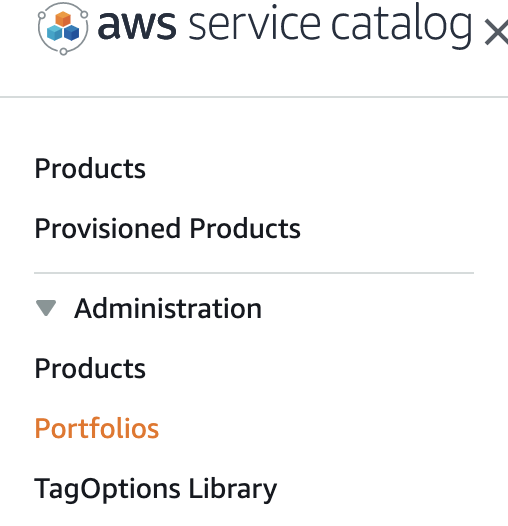 aws service catalog
Products
Provisioned Products
Administration
Products
Portfolios
TagOptions Library